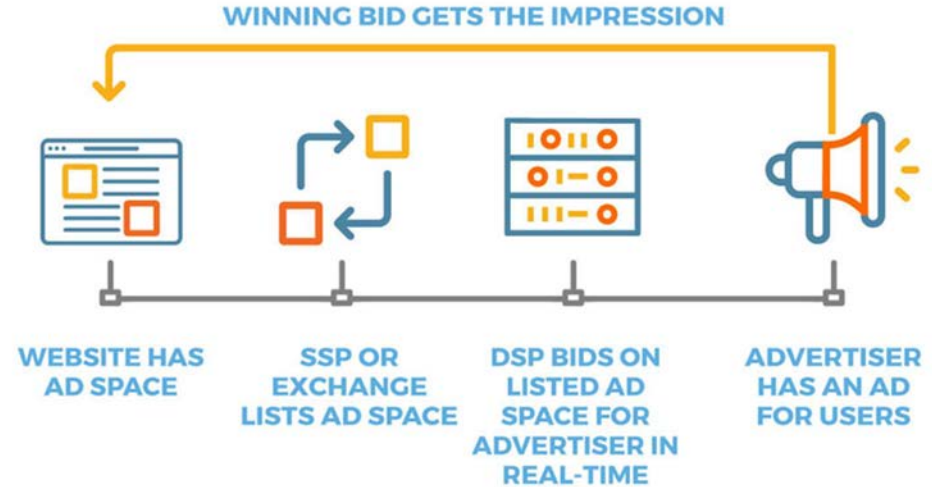 WINNING BID GETS THE IMPRESSION
WEBSITE HAS
AD SPACE
SSP OR
EXCHANGE
LISTS AD SPACE
DSP BIDS ON
LISTED AD
SPACE FOR
ADVERTISER IN
REAL-TIME
ADVERTISER
HAS AN AD
FOR USERS